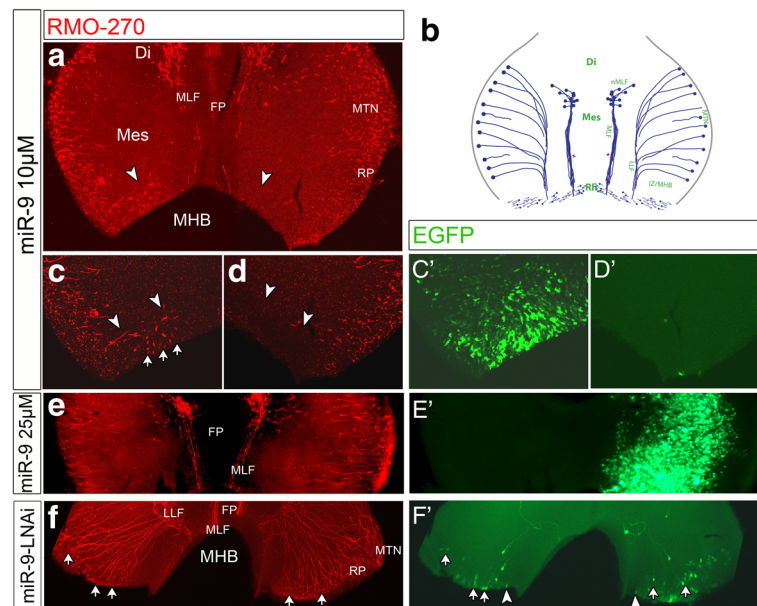 RMO-270
miR-9 10µM
a
Di
MLF
FP
MTN
Mes
RP
MHB
b
Di
nMLF
Mes
MLF
MTN
LLF
Rh
IZ/MHB
EGFP
c
d
C’
D’
miR-9 25µM
e
FP
MLF
E’
miR-9-LNAi
f
LLF
FP
MLF
MHB
MTN
RP
F’